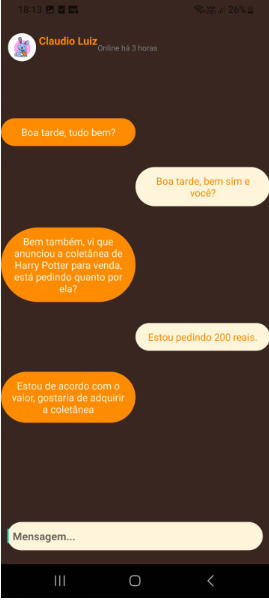 18:13
26%
Claudio Luiz
Online há 3 horas
Boa tarde, tudo bem?
Boa tarde, bem sim e
você?
Bem também, vi que
anunciou a coletânea de
Harry Potter para venda,
está pedindo quanto por
ela?
Estou pedindo 200 reais.
Estou de acordo com o
valor, gostaria de adquirir
a coletânea
Mensagem...